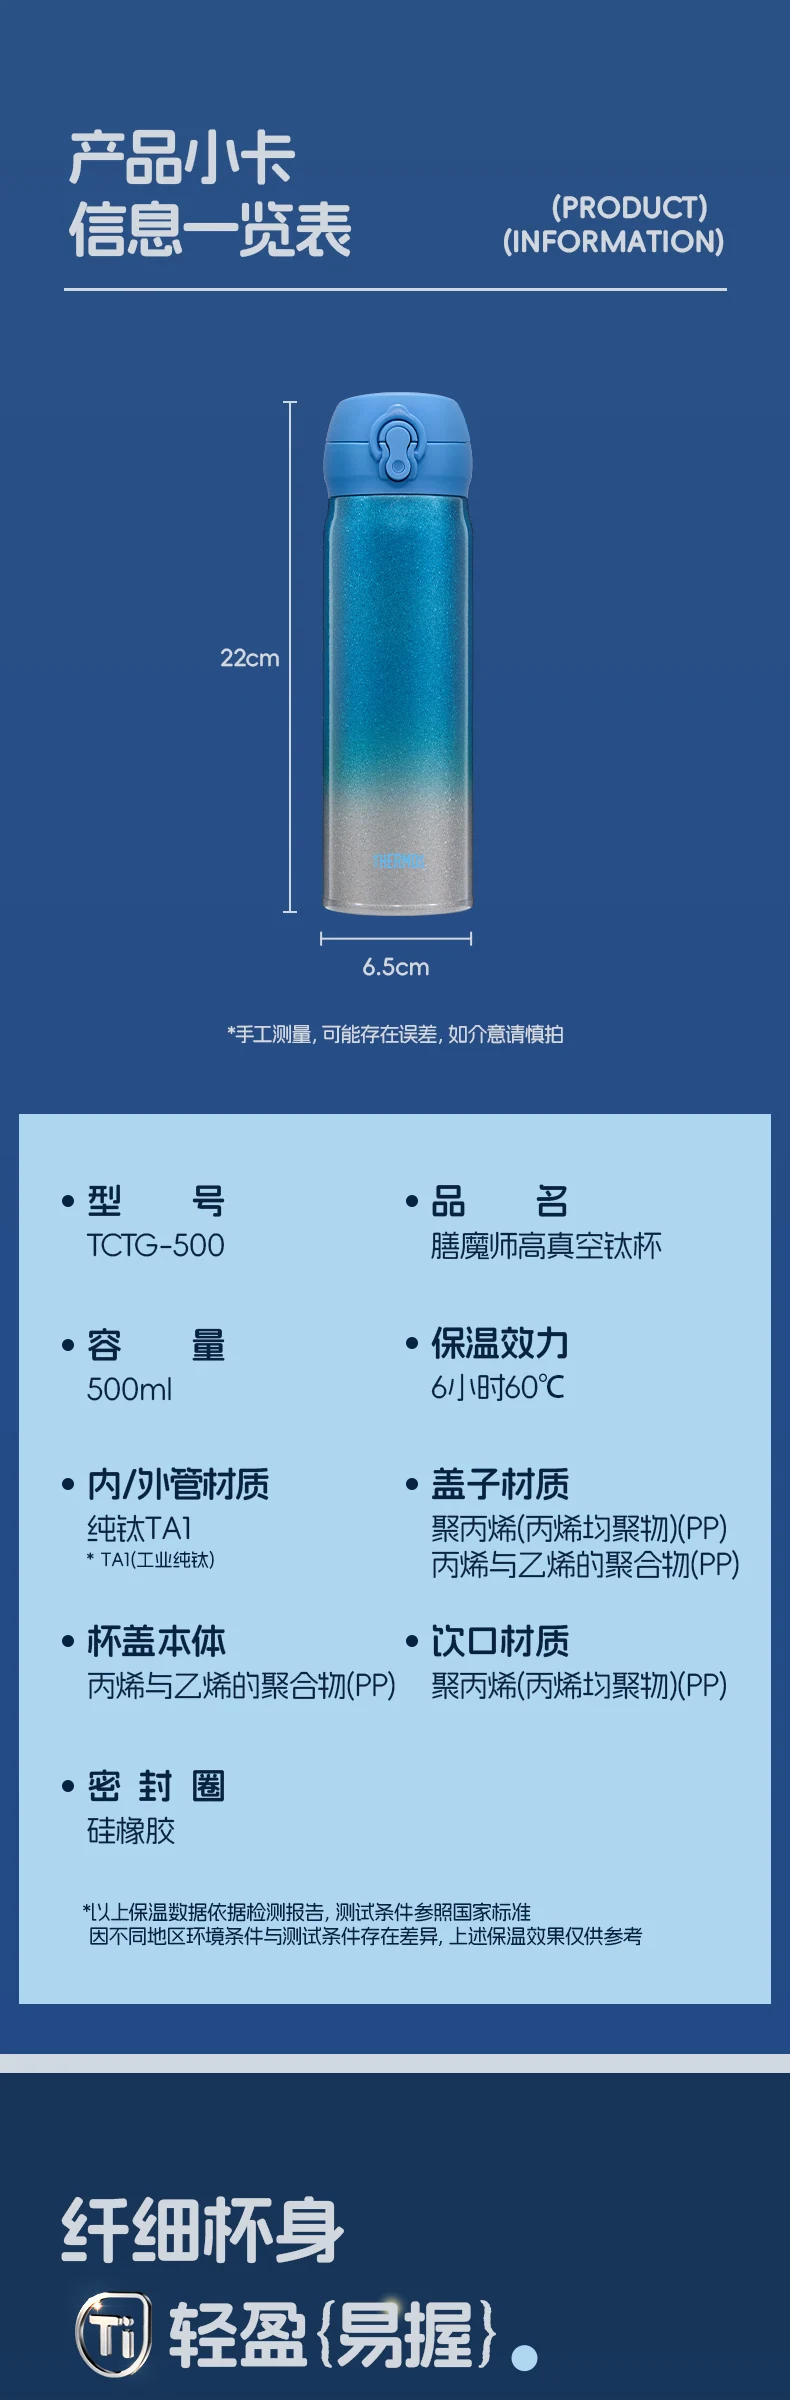 产品小卡
信息一览表
(PRODUCT)
(INFORMATION)
22cm
THERMOS
6.5cm
*手工测量, 可能存在误差, 如介意请慎拍
型号
TCTG-500
品名
膳魔师高真空钛杯
容量
500ml
保温效力
6小时60℃
内/外管材质
纯钛TA1
* TA1(工业纯钛)
盖子材质
聚丙烯(丙烯均聚物)(PP)
丙烯与乙烯的聚合物(PP)
杯盖本体
丙烯与乙烯的聚合物(PP)
饮口材质
聚丙烯(丙烯均聚物)(PP)
密封圈
硅橡胶
*以上保温数据依据检测报告, 测试条件参照国家标准
因不同地区环境条件与测试条件存在差异, 上述保温效果仅供参考
纤细杯身
Ti
轻盈{易握}